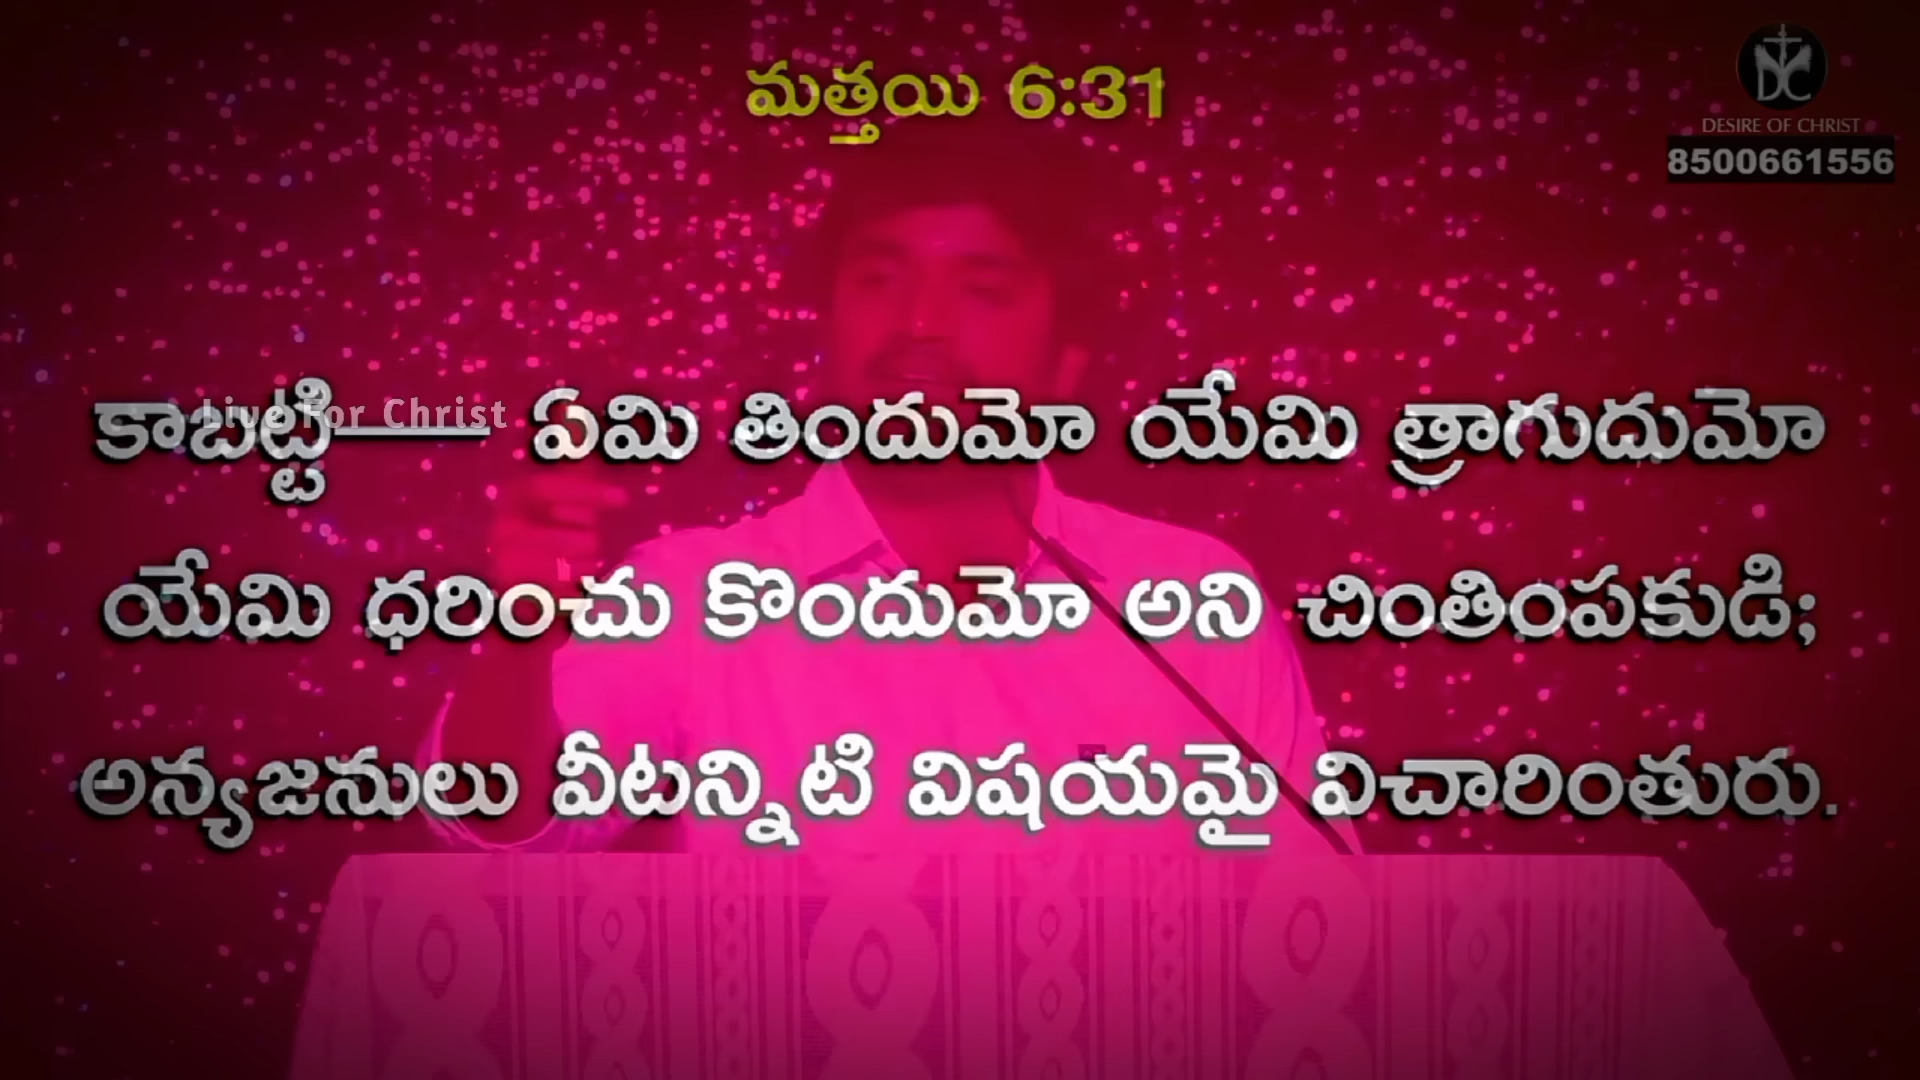 మత్తయి 6:31
DESIRE OF CHRIST
8500661556
Live For Christ
కాబట్టి— ఏమి తిందుమో యేమి త్రాగుదుమో
యేమి ధరించు కొందుమో అని చింతింపకుడి;
అన్యజనులు వీటన్నిటి విషయమై విచారింతురు.